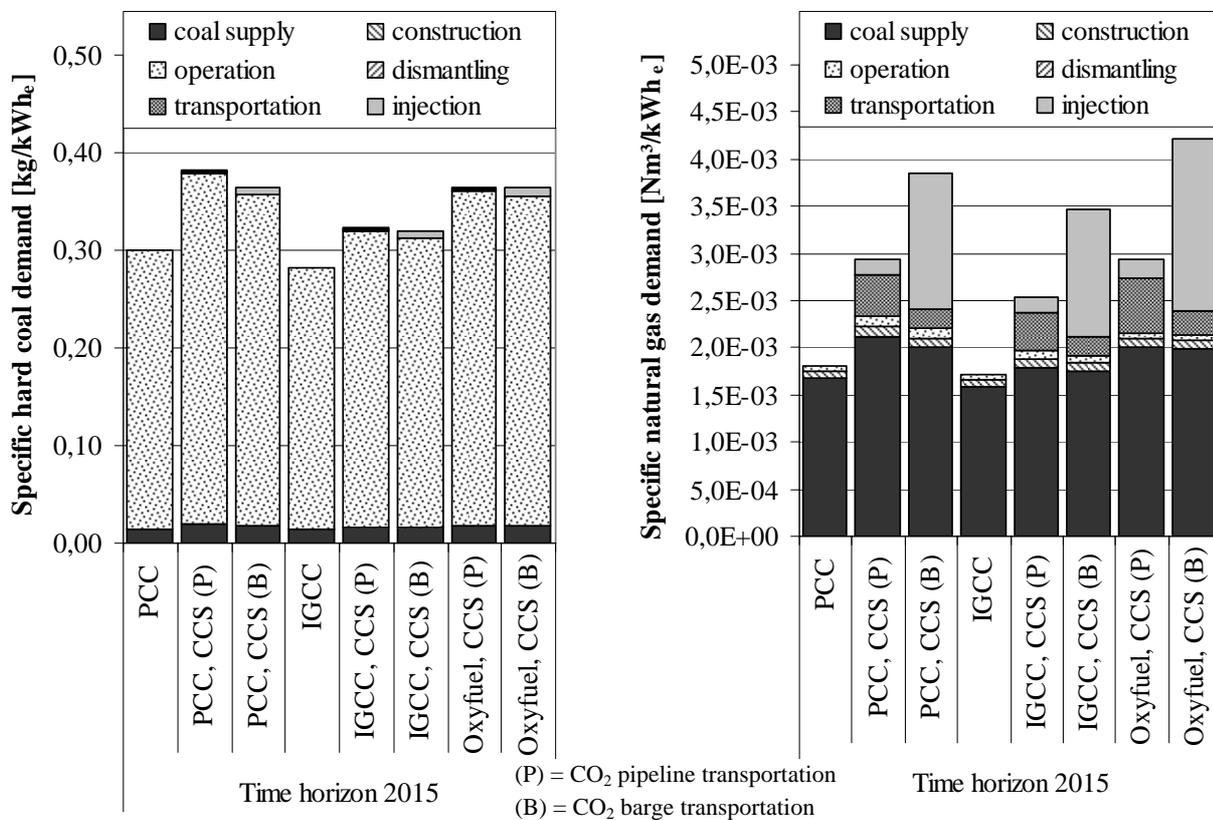 Specific hard coal demand [kg/kWhₑ]
0,50
0,40
0,30
0,20
0,10
0,00
coal supply construction
operation dismantling
transportation injection
PCC
PCC, CCS (P)
PCC, CCS (B)
IGCC
IGCC, CCS (P)
IGCC, CCS (B)
Oxyfuel, CCS (P)
Oxyfuel, CCS (B)
Time horizon 2015
Specific natural gas demand [Nm³/kWh ₑ]
5,0E-03
4,5E-03
4,0E-03
3,5E-03
3,0E-03
2,5E-03
2,0E-03
1,5E-03
1,0E-03
5,0E-04
0,0E+00
coal supply construction
operation dismantling
transportation injection
PCC
PCC, CCS (P)
PCC, CCS (B)
IGCC
IGCC, CCS (P)
IGCC, CCS (B)
Oxyfuel, CCS (P)
Oxyfuel, CCS (B)
Time horizon 2015
(P) = CO₂ pipeline transportation
(B) = CO₂ barge transportation